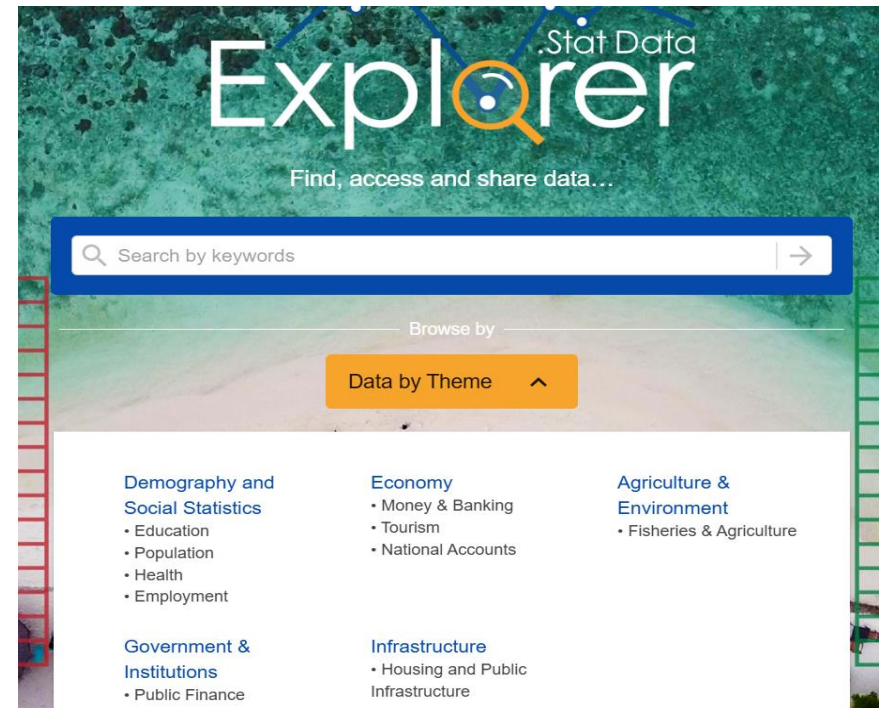 .Stat Data
Explorer
Find, access and share data...
Search by keywords
Browse by
Data by Theme
Demography and
Social Statistics
• Education
• Population
• Health
• Employment
Economy
• Money & Banking
• Tourism
• National Accounts
Agriculture &
Environment
• Fisheries & Agriculture
Government &
Institutions
• Public Finance
Infrastructure
• Housing and Public
Infrastructure